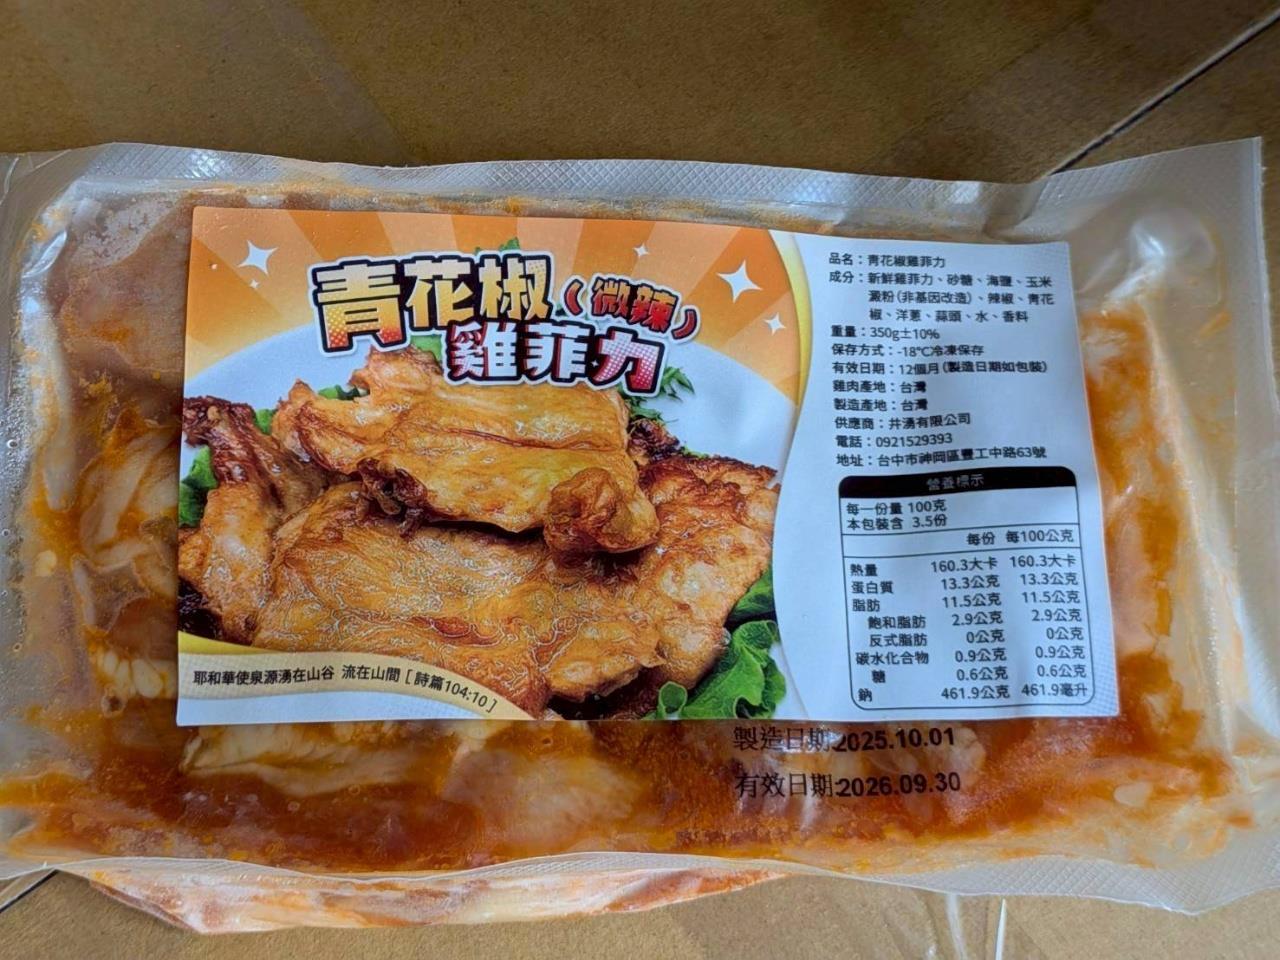 青花椒(微辣)
雞菲力
耶和華使泉源湧在山谷 流在山間 [ 詩篇104:10 ]
品名：青花椒雞菲力
成分：新鮮雞菲力、砂糖、海鹽、玉米
澱粉(非基因改造)、辣椒、青花
椒、洋蔥、蒜頭、水、香料
重量：350g±10%
保存方式：-18℃冷凍保存
有效日期：12個月(製造日期如包裝)
雞肉產地：台灣
製造產地：台灣
供應商：井湧有限公司
電話：0921529393
地址：台中市神岡區豐工中路63號
營養標示
每一份量 100克
本包裝含 3.5份
每份 每100公克
熱量 160.3大卡 160.3大卡
蛋白質 13.3公克 13.3公克
脂肪 11.5公克 11.5公克
飽和脂肪 2.9公克 2.9公克
反式脂肪 0公克 0公克
碳水化合物 0.9公克 0.9公克
糖 0.6公克 0.6公克
鈉 461.9公克 461.9毫升
製造日期:2025.10.01
有效日期:2026.09.30